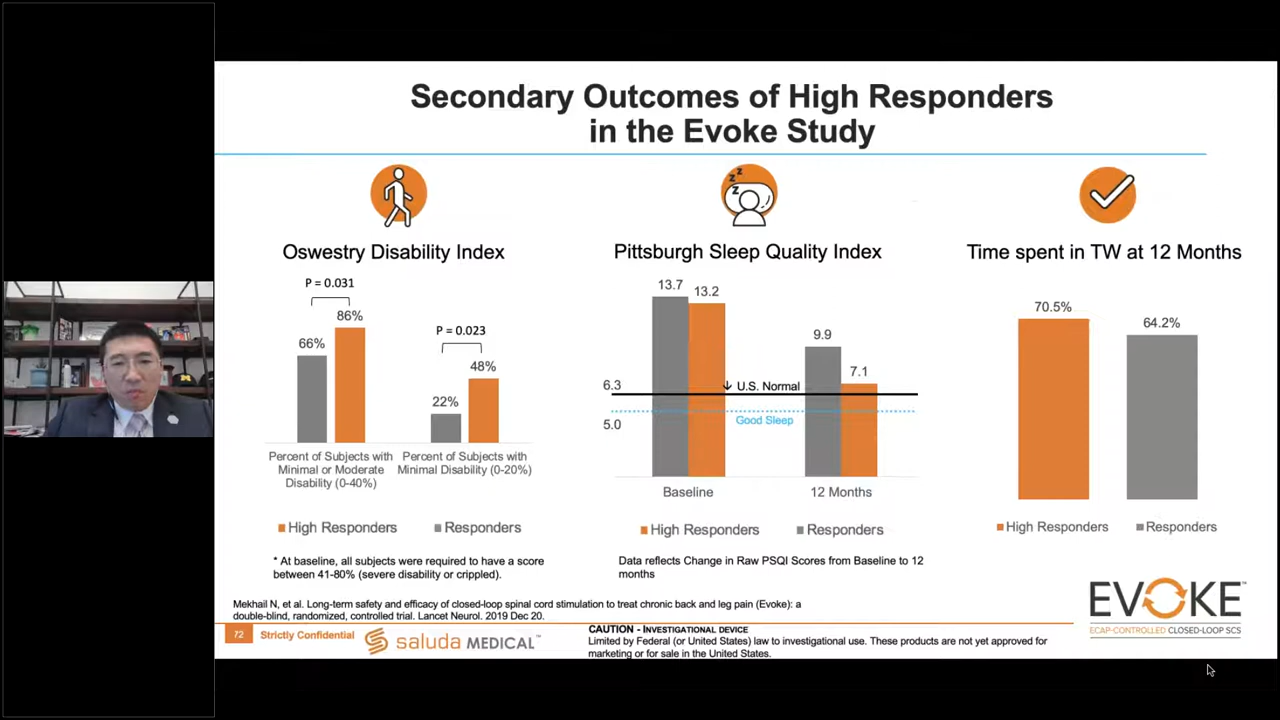 Secondary Outcomes of High Responders
in the Evoke Study
Oswestry Disability Index
P = 0.031
86%
66%
P = 0.023
48%
22%
Percent of Subjects with
Minimal or Moderate
Disability (0-40%)
Percent of Subjects with
Minimal Disability (0-20%)
High Responders
Responders
* At baseline, all subjects were required to have a score
between 41-80% (severe disability or crippled).
z z
z
Pittsburgh Sleep Quality Index
13.7
13.2
9.9
7.1
6.3
U.S. Normal
5.0
Good Sleep
Baseline
12 Months
High Responders
Responders
Data reflects Change in Raw PSQI Scores from Baseline to 12
months
Time spent in TW at 12 Months
70.5%
64.2%
High Responders
Responders
Mekhail N, et al. Long-term safety and efficacy of closed-loop spinal cord stimulation to treat chronic back and leg pain (Evoke): a
double-blind, randomized, controlled trial. Lancet Neurol. 2019 Dec 20.
72
Strictly Confidential
saluda MEDICAL™
CAUTION - INVESTIGATIONAL DEVICE
Limited by Federal (or United States) law to investigational use. These products are not yet approved for
marketing or for sale in the United States.
EVOKE™
ECAP-CONTROLLED CLOSED-LOOP SCS